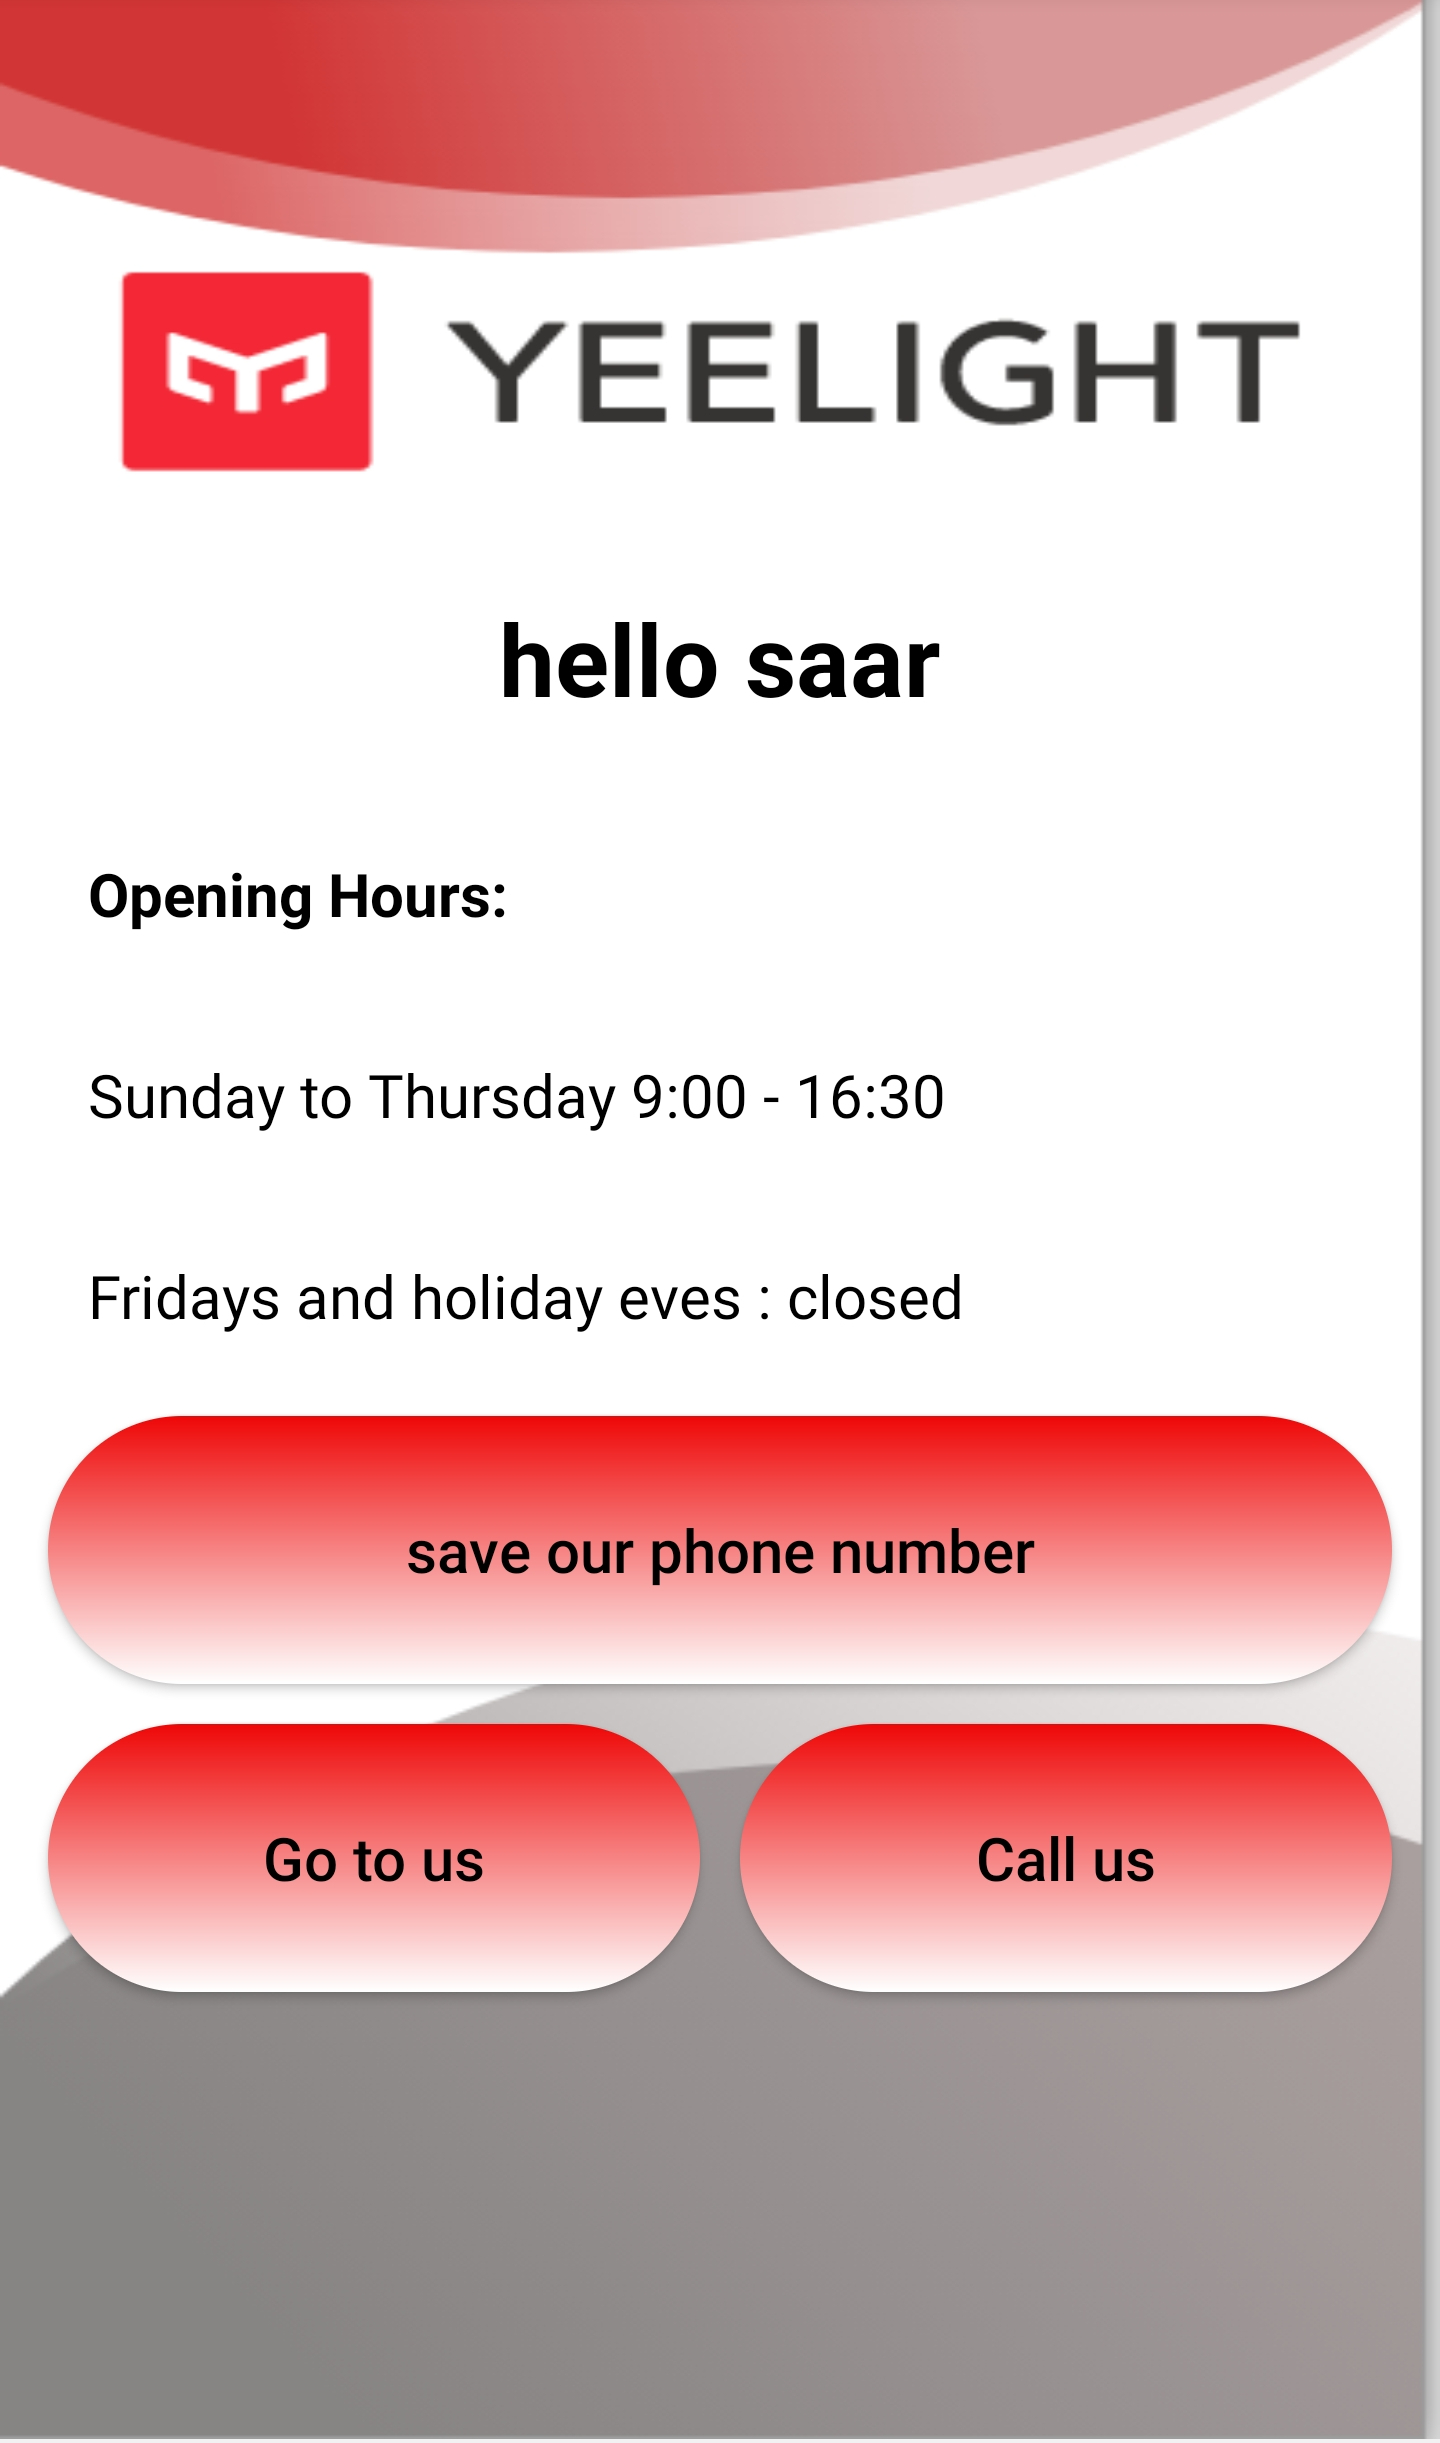 YEELIGHT
hello saar
Opening Hours:
Sunday to Thursday 9:00 - 16:30
Fridays and holiday eves : closed
save our phone number
Go to us
Call us